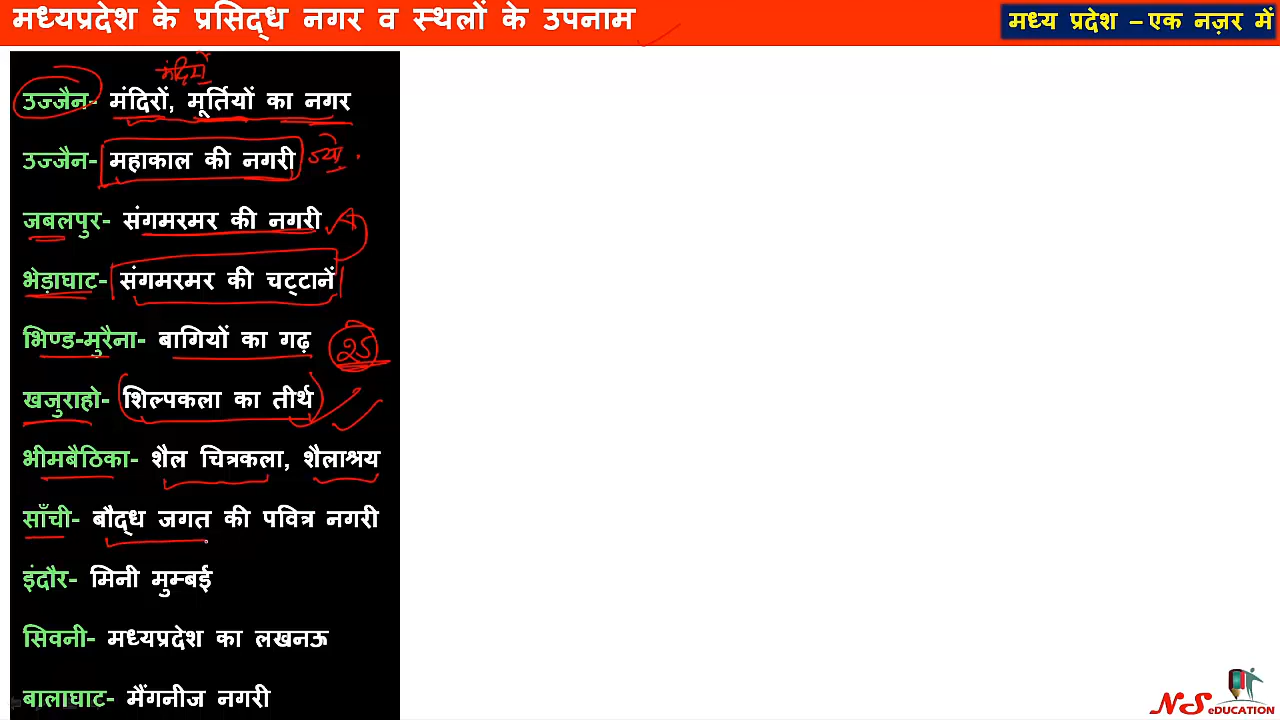 मध्यप्रदेश के प्रसिद्ध नगर व स्थलों के उपनाम
मध्य प्रदेश – एक नज़र में
मंदिरों
उज्जैन- मंदिरों, मूर्तियों का नगर
उज्जैन- महाकाल की नगरी
जबलपुर- संगमरमर की नगरी
भेड़ाघाट- संगमरमर की चट्टानें
भिण्ड-मुरैना- बागियों का गढ़
खजुराहो- शिल्पकला का तीर्थ
भीमबैठिका- शैल चित्रकला, शैलाश्रय
साँची- बौद्ध जगत की पवित्र नगरी
इंदौर- मिनी मुम्बई
सिवनी- मध्यप्रदेश का लखनऊ
बालाघाट- मैंगनीज नगरी
NS eDUCATION